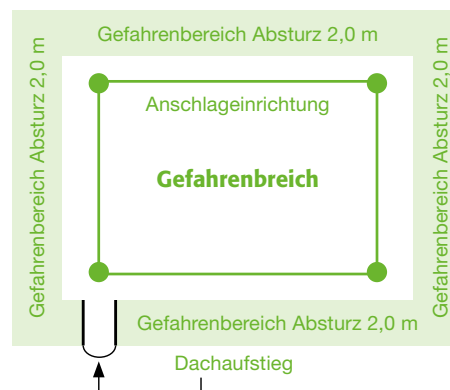 Gefahrenbereich Absturz 2,0 m
Gefahrenbereich Absturz 2,0 m
Gefahrenbereich Absturz 2,0 m
Anschlageinrichtung
Gefahrenbreich
Gefahrenbereich Absturz 2,0 m
Dachaufstieg